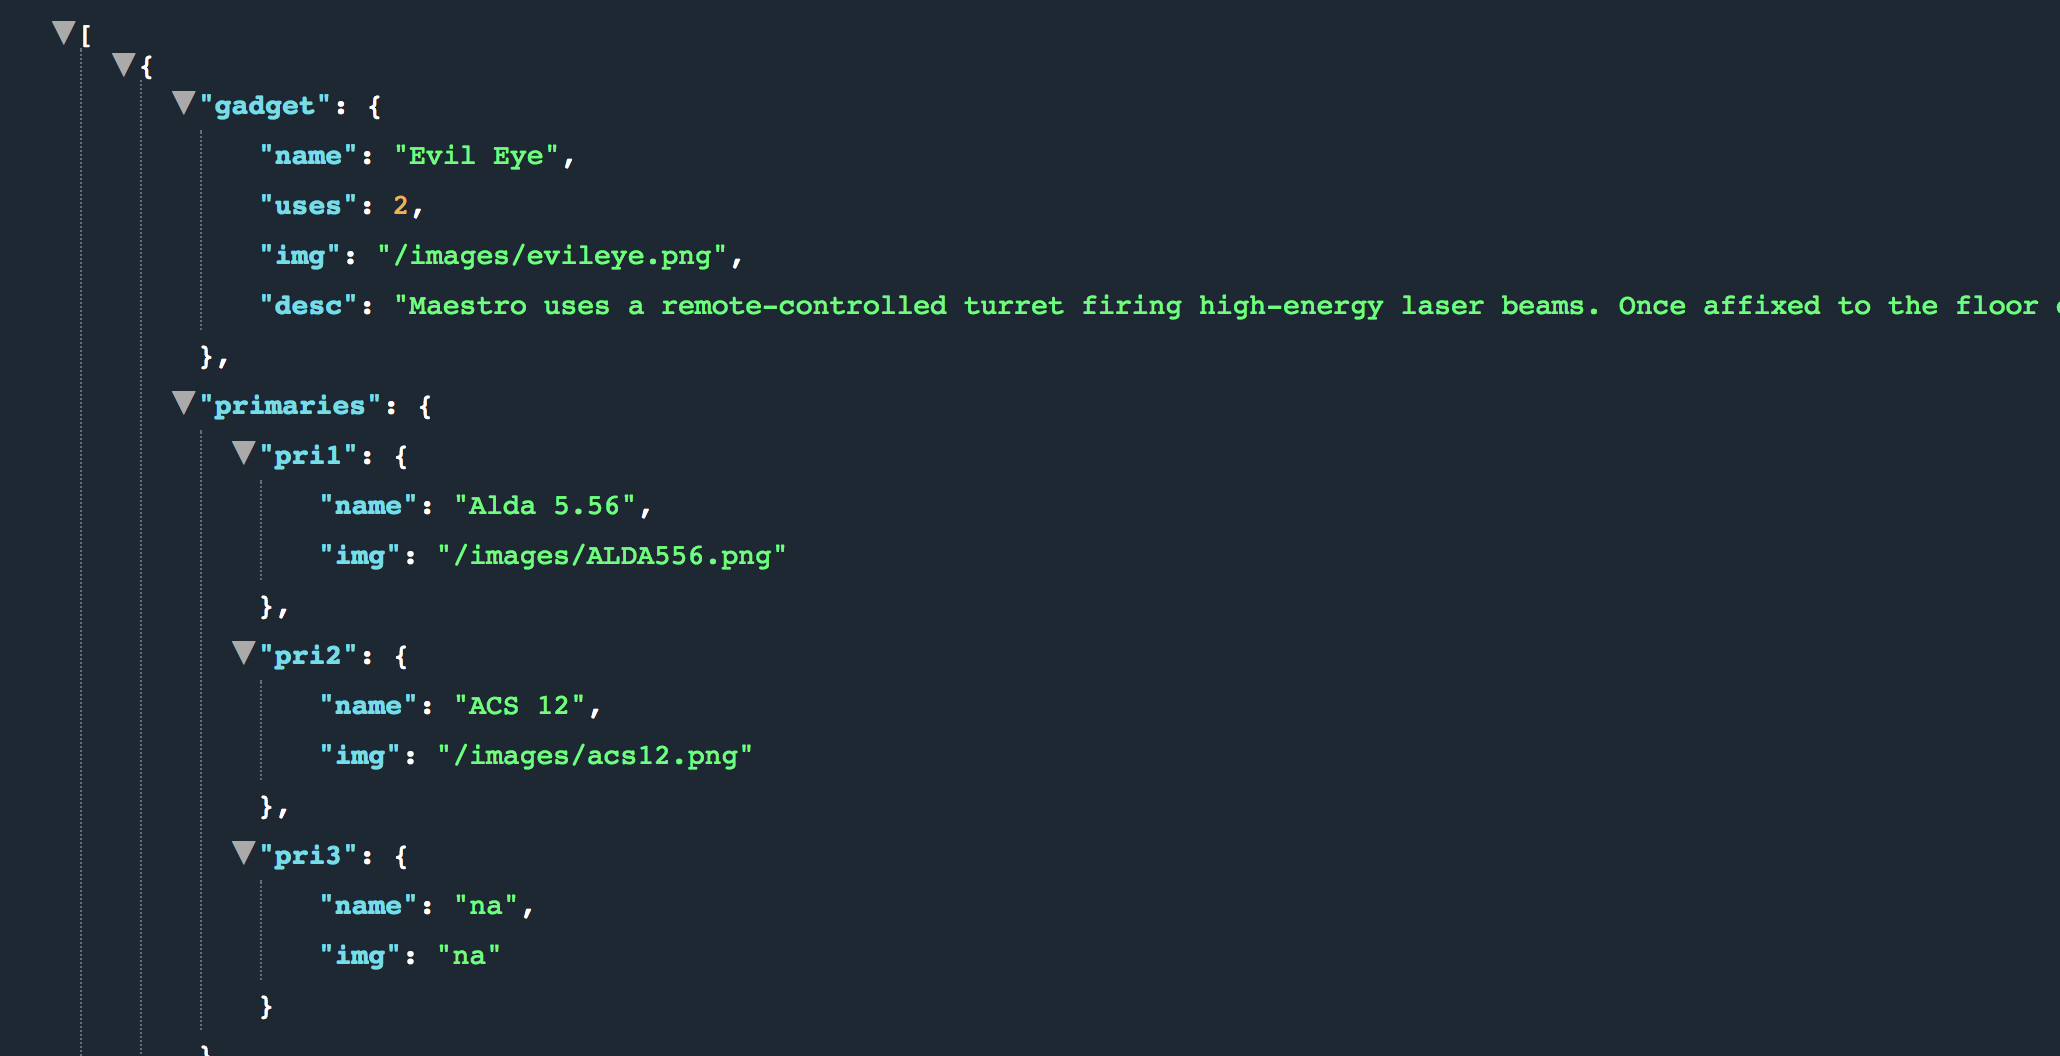 [
{
"gadget": {
"name": "Evil Eye",
"uses": 2,
"img": "/images/evileye.png",
"desc": "Maestro uses a remote-controlled turret firing high-energy laser beams. Once affixed to the floor
},
"primaries": {
"pri1": {
"name": "Alda 5.56",
"img": "/images/ALDA556.png"
},
"pri2": {
"name": "ACS 12",
"img": "/images/acs12.png"
},
"pri3": {
"name": "na",
"img": "na"
}
}